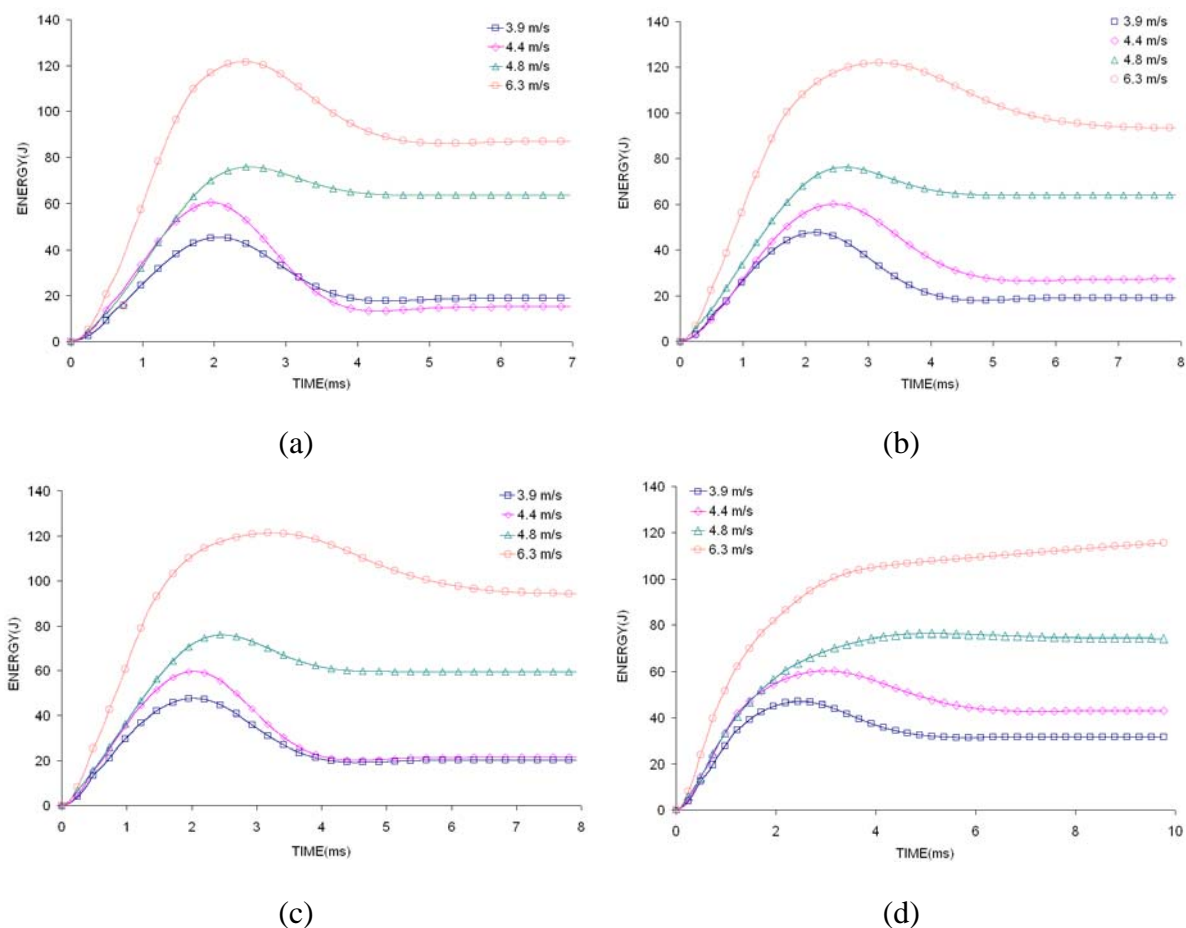 140
120
100
80
60
40
20
0
ENERGY(J)
0 1 2 3 4 5 6 7
TIME(ms)
3.9 m/s
4.4 m/s
4.8 m/s
6.3 m/s
(a)
140
120
100
80
60
40
20
0
ENERGY(J)
0 1 2 3 4 5 6 7 8
TIME(ms)
3.9 m/s
4.4 m/s
4.8 m/s
6.3 m/s
(b)
140
120
100
80
60
40
20
0
ENERGY(J)
0 1 2 3 4 5 6 7 8
TIME(ms)
3.9 m/s
4.4 m/s
4.8 m/s
6.3 m/s
(c)
140
120
100
80
60
40
20
0
ENERGY(J)
0 2 4 6 8 10
TIME(ms)
3.9 m/s
4.4 m/s
4.8 m/s
6.3 m/s
(d)